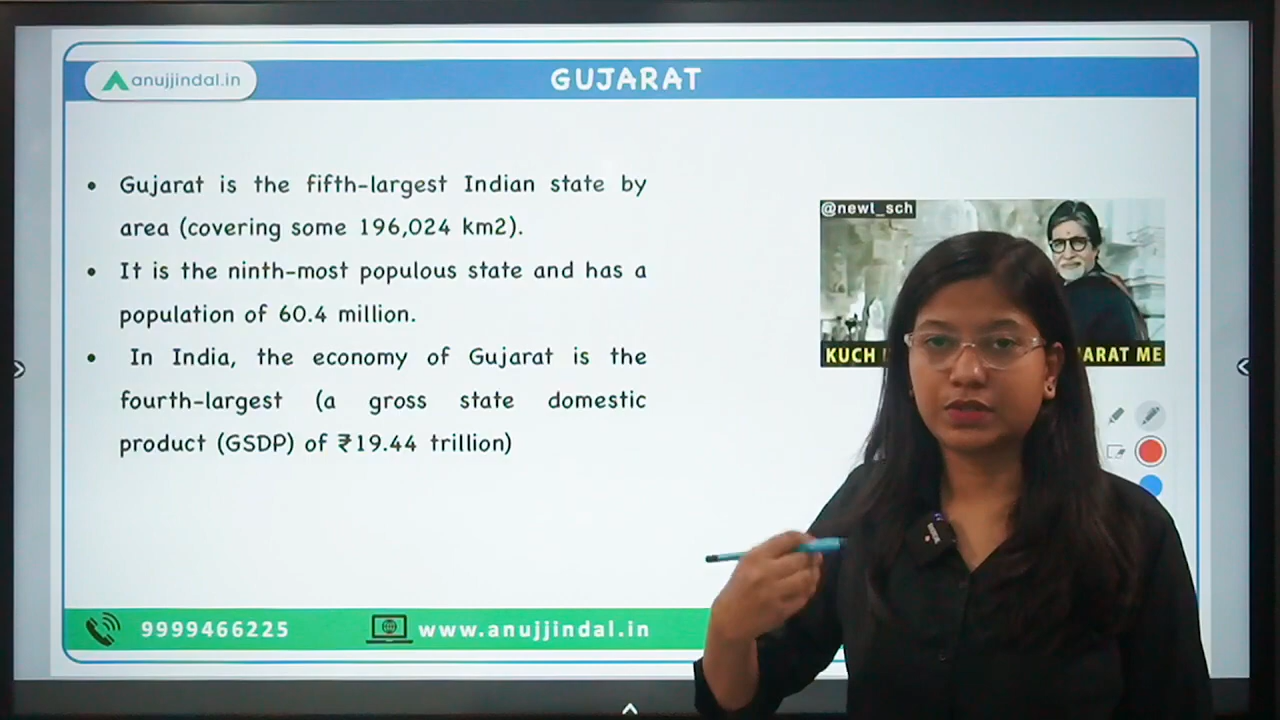 anujjindal.in
GUJARAT
• Gujarat is the fifth-largest Indian state by
area (covering some 196,024 km2).
• It is the ninth-most populous state and has a
population of 60.4 million.
• In India, the economy of Gujarat is the
fourth-largest (a gross state domestic
product (GSDP) of ₹19.44 trillion)
@newl_sch
KUCH
ARAT ME
9999466225
www.anujjindal.in